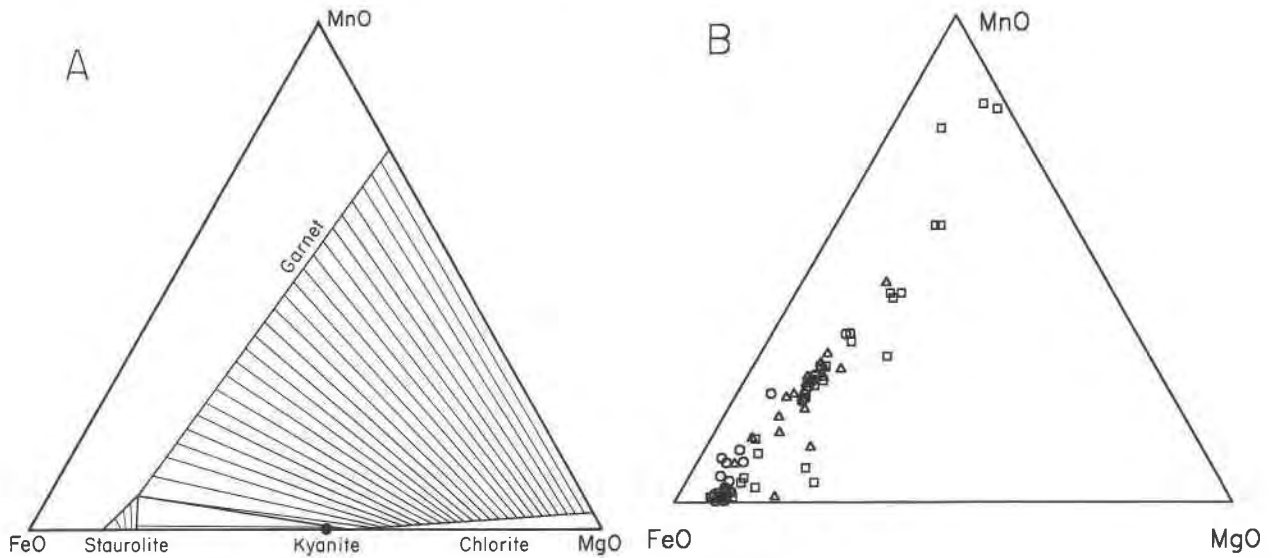 A
MnO
Garnet
FeO Staurolite Kyanite Chlorite MgO
B
MnO
FeO MgO